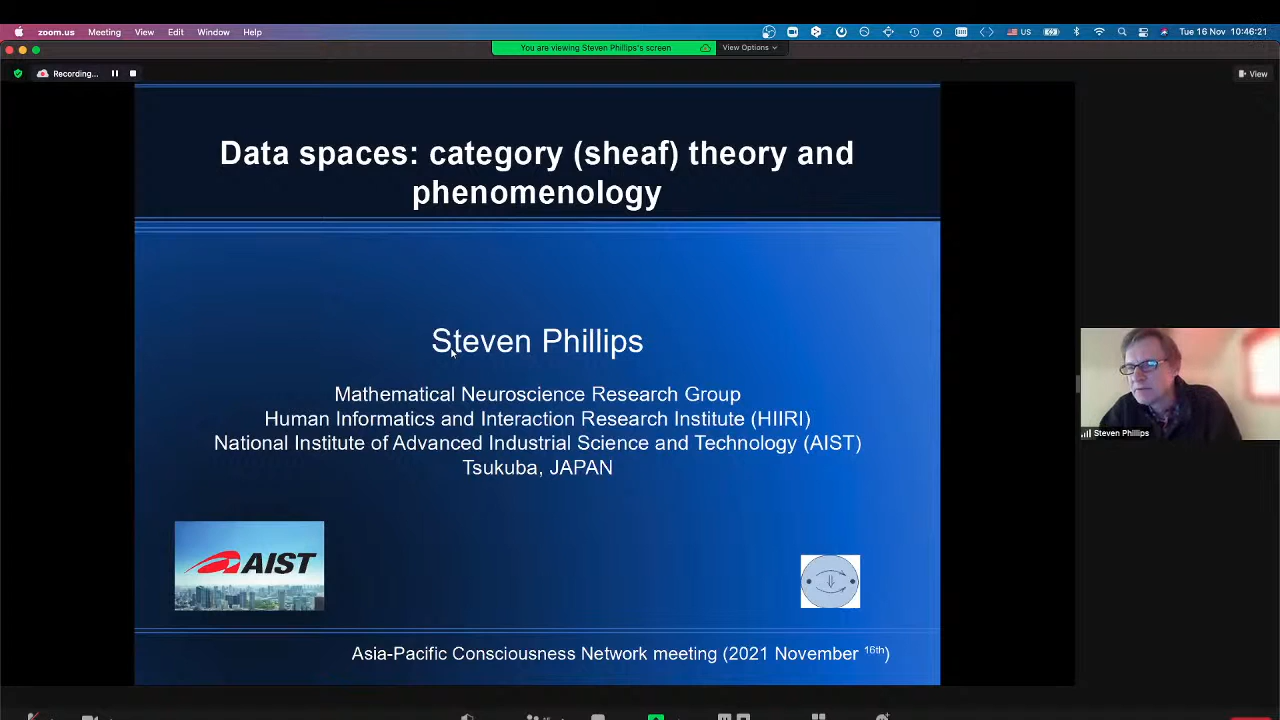 zoom.us Meeting View Edit Window Help US Tue 16 Nov 10:46:21
You are viewing Steven Phillips's screen View Options
Recording... View
Data spaces: category (sheaf) theory and
phenomenology
Steven Phillips
Mathematical Neuroscience Research Group
Human Informatics and Interaction Research Institute (HIIRI)
National Institute of Advanced Industrial Science and Technology (AIST)
Tsukuba, JAPAN
Steven Phillips
AIST
Asia-Pacific Consciousness Network meeting (2021 November 16th)